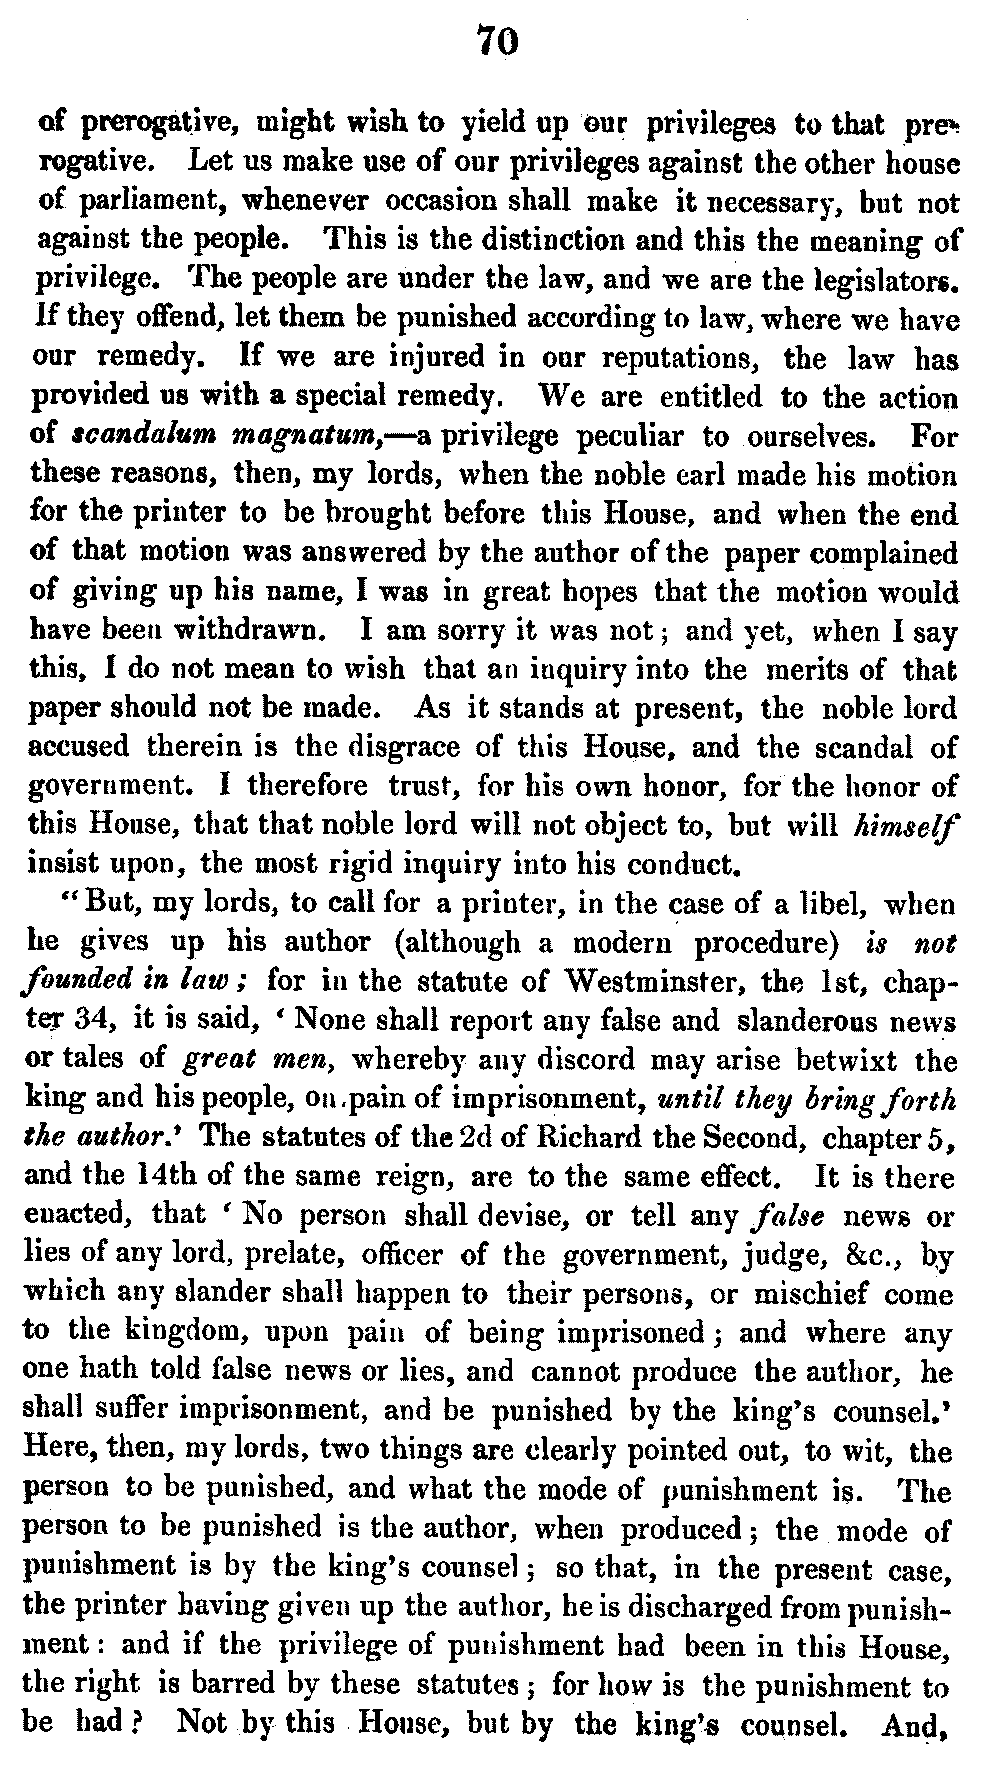 70
of prerogative, might wish to yield up our privileges to that pre-
rogative. Let us make use of our privileges against the other house
of parliament, whenever occasion shall make it necessary, but not
against the people. This is the distinction and this the meaning of
privilege. The people are under the law, and we are the legislators.
If they offend, let them be punished according to law, where we have
our remedy. If we are injured in our reputations, the law has
provided us with a special remedy. We are entitled to the action
of scandalum magnatum,—a privilege peculiar to ourselves. For
these reasons, then, my lords, when the noble earl made his motion
for the printer to be brought before this House, and when the end
of that motion was answered by the author of the paper complained
of giving up his name, I was in great hopes that the motion would
have been withdrawn. I am sorry it was not; and yet, when I say
this, I do not mean to wish that an inquiry into the merits of that
paper should not be made. As it stands at present, the noble lord
accused therein is the disgrace of this House, and the scandal of
government. I therefore trust, for his own honor, for the honor of
this House, that that noble lord will not object to, but will himself
insist upon, the most rigid inquiry into his conduct.
"But, my lords, to call for a printer, in the case of a libel, when
he gives up his author (although a modern procedure) is not
founded in law; for in the statute of Westminster, the 1st, chap-
ter 34, it is said, ‘None shall report any false and slanderous news
or tales of great men, whereby any discord may arise betwixt the
king and his people, on pain of imprisonment, until they bring forth
the author.’ The statutes of the 2d of Richard the Second, chapter 5,
and the 14th of the same reign, are to the same effect. It is there
enacted, that ‘No person shall devise, or tell any false news or
lies of any lord, prelate, officer of the government, judge, &c., by
which any slander shall happen to their persons, or mischief come
to the kingdom, upon pain of being imprisoned; and where any
one hath told false news or lies, and cannot produce the author, he
shall suffer imprisonment, and be punished by the king's counsel.’
Here, then, my lords, two things are clearly pointed out, to wit, the
person to be punished, and what the mode of punishment is. The
person to be punished is the author, when produced; the mode of
punishment is by the king's counsel; so that, in the present case,
the printer having given up the author, he is discharged from punish-
ment: and if the privilege of punishment had been in this House,
the right is barred by these statutes; for how is the punishment to
be had? Not by this House, but by the king's counsel. And,